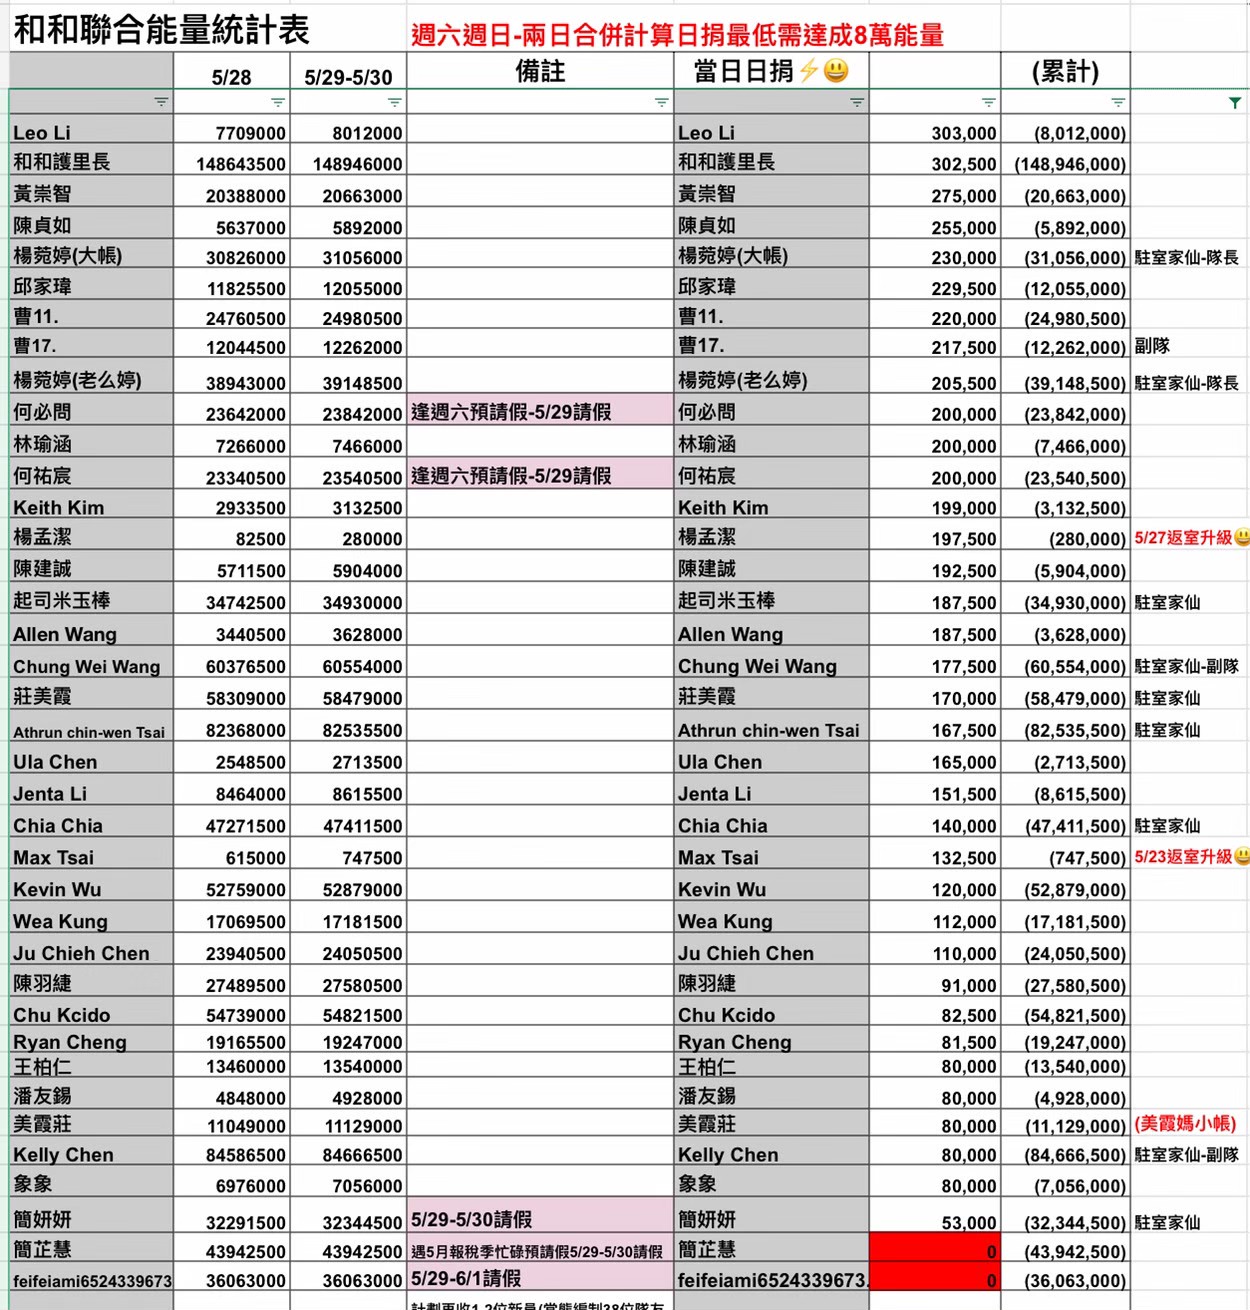 和和聯合能量統計表 週六週日-兩日合併計算日捐最低需達成8萬能量
5/28 5/29-5/30 備註 當日日捐⚡😃 (累計)
Leo Li 7709000 8012000 Leo Li 303,000 (8,012,000)
和和護里長 148643500 148946000 和和護里長 302,500 (148,946,000)
黃崇智 20388000 20663000 黃崇智 275,000 (20,663,000)
陳貞如 5637000 5892000 陳貞如 255,000 (5,892,000)
楊菀婷(大帳) 30826000 31056000 楊菀婷(大帳) 230,000 (31,056,000) 駐室家仙-隊長
邱家瑋 11825500 12055000 邱家瑋 229,500 (12,055,000)
曹11. 24760500 24980500 曹11. 220,000 (24,980,500)
曹17. 12044500 12262000 曹17. 217,500 (12,262,000) 副隊
楊菀婷(老么婷) 38943000 39148500 楊菀婷(老么婷) 205,500 (39,148,500) 駐室家仙-隊長
何必問 23642000 23842000 逢週六預請假-5/29請假 何必問 200,000 (23,842,000)
林瑜涵 7266000 7466000 林瑜涵 200,000 (7,466,000)
何祐宸 23340500 23540500 逢週六預請假-5/29請假 何祐宸 200,000 (23,540,500)
Keith Kim 2933500 3132500 Keith Kim 199,000 (3,132,500)
楊孟潔 82500 280000 楊孟潔 197,500 (280,000) 5/27返室升級😃
陳建誠 5711500 5904000 陳建誠 192,500 (5,904,000)
起司米玉棒 34742500 34930000 起司米玉棒 187,500 (34,930,000) 駐室家仙
Allen Wang 3440500 3628000 Allen Wang 187,500 (3,628,000)
Chung Wei Wang 60376500 60554000 Chung Wei Wang 177,500 (60,554,000) 駐室家仙-副隊
莊美霞 58309000 58479000 莊美霞 170,000 (58,479,000) 駐室家仙
Athrun chin-wen Tsai 82368000 82535500 Athrun chin-wen Tsai 167,500 (82,535,500) 駐室家仙
Ula Chen 2548500 2713500 Ula Chen 165,000 (2,713,500)
Jenta Li 8464000 8615500 Jenta Li 151,500 (8,615,500)
Chia Chia 47271500 47411500 Chia Chia 140,000 (47,411,500) 駐室家仙
Max Tsai 615000 747500 Max Tsai 132,500 (747,500) 5/23返室升級😃
Kevin Wu 52759000 52879000 Kevin Wu 120,000 (52,879,000)
Wea Kung 17069500 17181500 Wea Kung 112,000 (17,181,500)
Ju Chieh Chen 23940500 24050500 Ju Chieh Chen 110,000 (24,050,500)
陳羽緁 27489500 27580500 陳羽緁 91,000 (27,580,500)
Chu Kcido 54739000 54821500 Chu Kcido 82,500 (54,821,500)
Ryan Cheng 19165500 19247000 Ryan Cheng 81,500 (19,247,000)
王柏仁 13460000 13540000 王柏仁 80,000 (13,540,000)
潘友錫 4848000 4928000 潘友錫 80,000 (4,928,000)
美霞莊 11049000 11129000 美霞莊 80,000 (11,129,000) (美霞媽小帳)
Kelly Chen 84586500 84666500 Kelly Chen 80,000 (84,666,500) 駐室家仙-副隊
象象 6976000 7056000 象象 80,000 (7,056,000)
簡妍妍 32291500 32344500 5/29-5/30請假 簡妍妍 53,000 (32,344,500) 駐室家仙
簡芷慧 43942500 43942500 遇5月報稅季忙碌預請假5/29-5/30請假 簡芷慧 0 (43,942,500)
feifeiami6524339673 36063000 36063000 5/29-6/1請假 feifeiami6524339673. 0 (36,063,000)
計劃再收1-2位新員(常態編制38位隊友